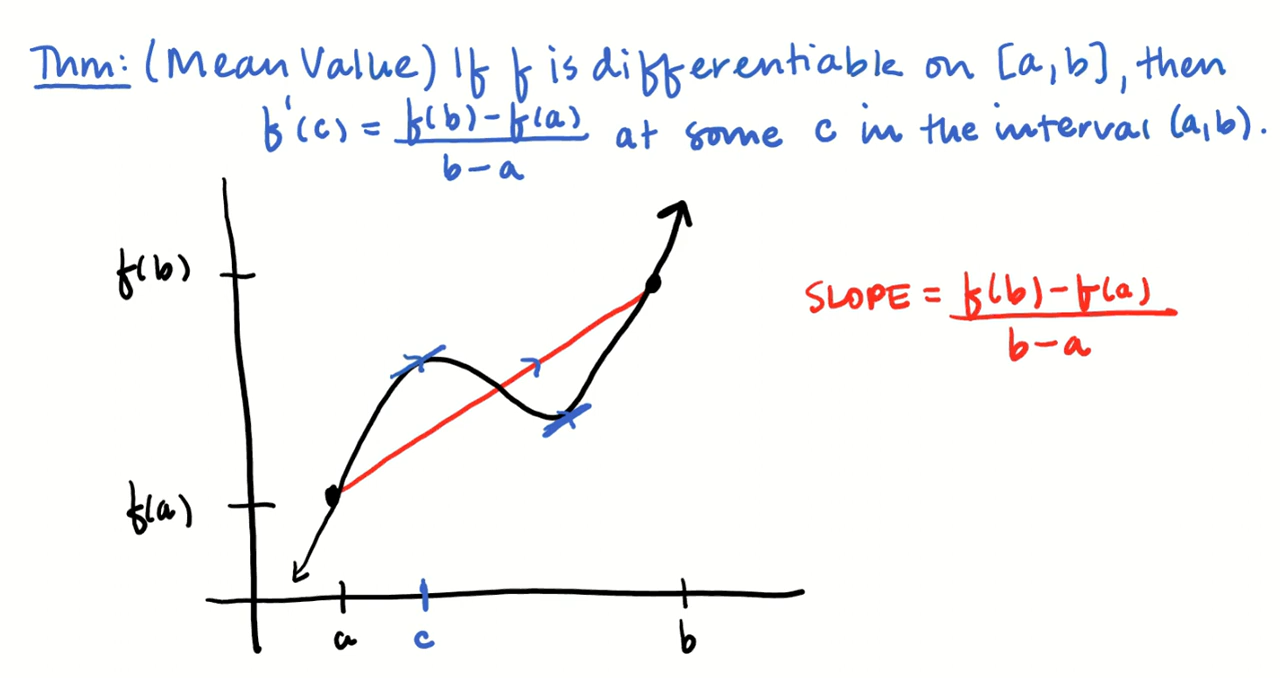 Thm: (Mean Value) If f is differentiable on [a,b], then
f'(c) = f(b)-f(a) / b-a at some c in the interval (a,b).
f(b)
SLOPE = f(b)-f(a) / b-a
f(a)
a c b